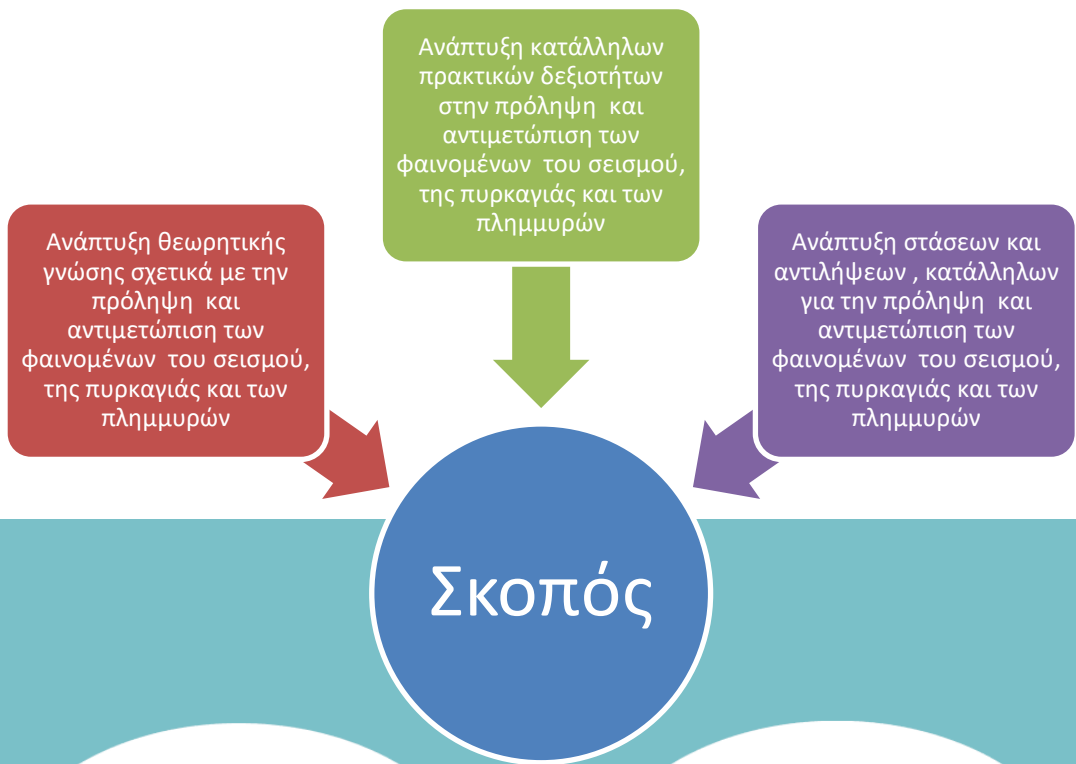 Ανάπτυξη κατάλληλων
πρακτικών δεξιοτήτων
στην πρόληψη και
αντιμετώπιση των
φαινομένων του σεισμού,
της πυρκαγιάς και των
πλημμυρών
Ανάπτυξη θεωρητικής
γνώσης σχετικά με την
πρόληψη και
αντιμετώπιση των
φαινομένων του σεισμού,
της πυρκαγιάς και των
πλημμυρών
Ανάπτυξη στάσεων και
αντιλήψεων , κατάλληλων
για την πρόληψη και
αντιμετώπιση των
φαινομένων του σεισμού,
της πυρκαγιάς και των
πλημμυρών
Σκοπός